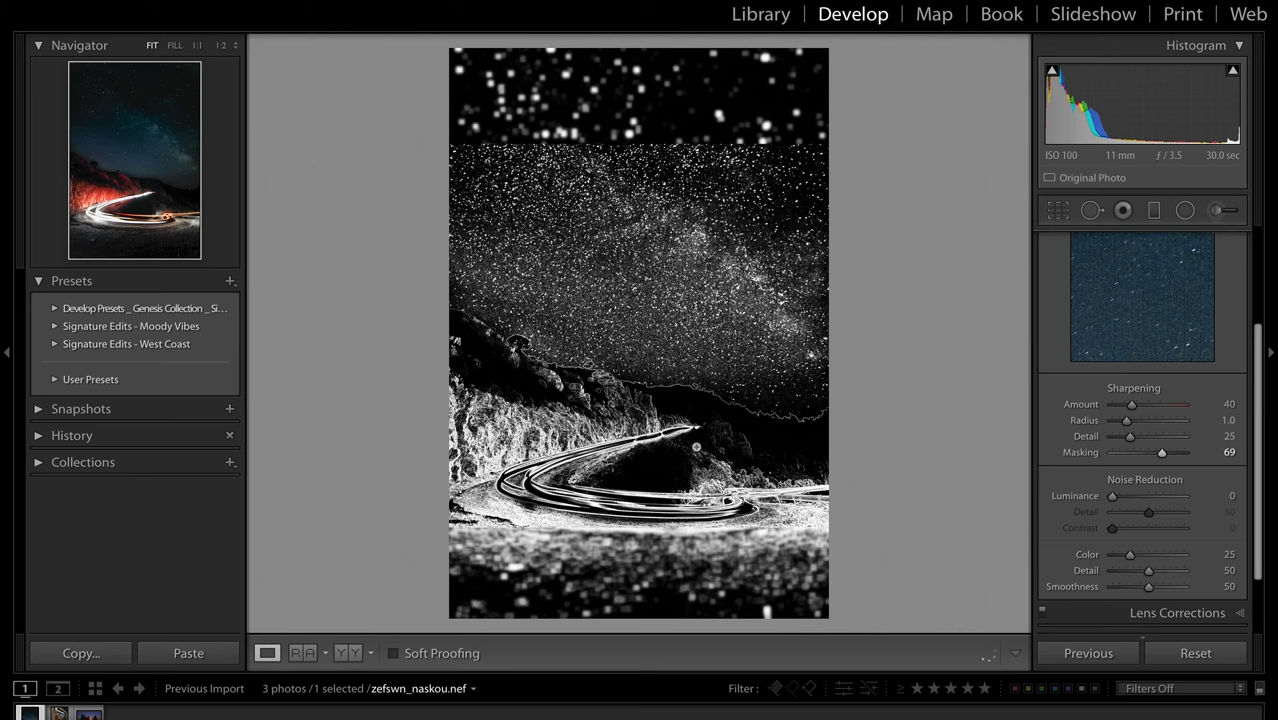 Library | Develop | Map | Book | Slideshow | Print | Web
Navigator FIT FILL 1:1 1:2
Presets
Develop Presets _ Genesis Collection _ Si...
Signature Edits - Moody Vibes
Signature Edits - West Coast
User Presets
Snapshots
History
Collections
Copy...
Paste
Soft Proofing
Histogram
ISO 100 11 mm ƒ / 3.5 30.0 sec
Original Photo
Sharpening
Amount 40
Radius 1.0
Detail 25
Masking 69
Noise Reduction
Luminance 0
Detail 50
Contrast 0
Color 25
Detail 50
Smoothness 50
Lens Corrections
Previous
Reset
1 2 Previous Import 3 photos /1 selected /zefswn_naskou.nef Filter: ≥ Filters Off